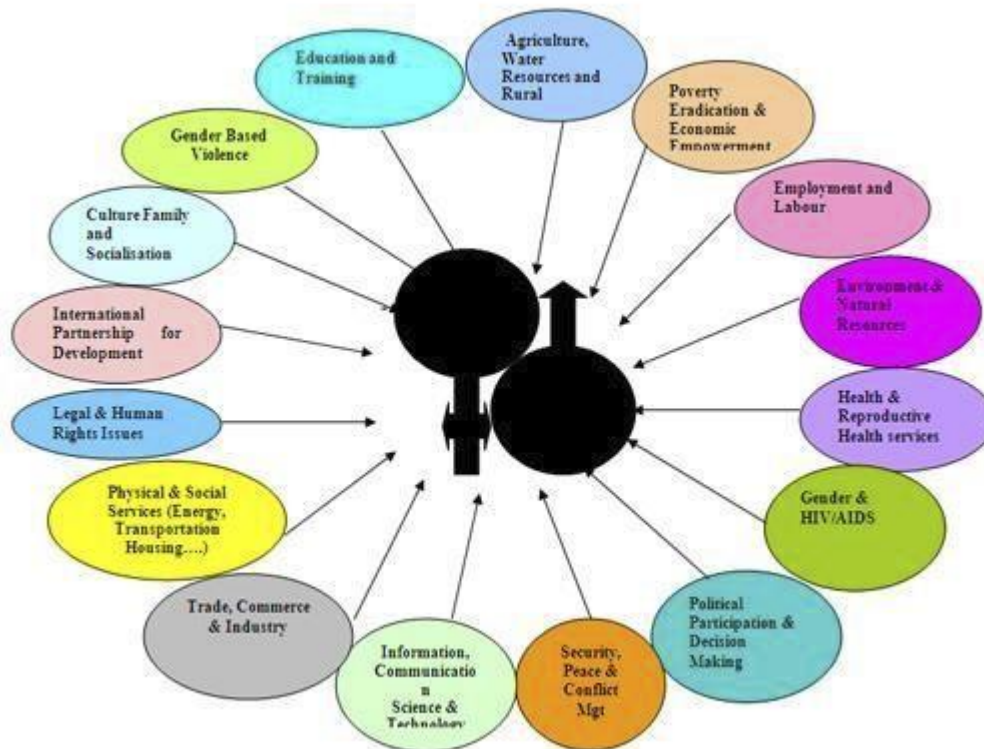 Education and
Training
Agriculture,
Water
Resources and
Rural
Poverty
Eradication &
Economic
Empowerment
Employment and
Labour
Environment &
Natural
Resources
Health &
Reproductive
Health services
Gender &
HIV/AIDS
Political
Participation &
Decision
Making
Security,
Peace &
Conflict
Mgt
Information,
Communicatio
n
Science &
Technology
Trade, Commerce
& Industry
Physical & Social
Services (Energy,
Transportation
Housing….)
Legal & Human
Rights Issues
International
Partnership for
Development
Culture Family
and
Socialisation
Gender Based
Violence